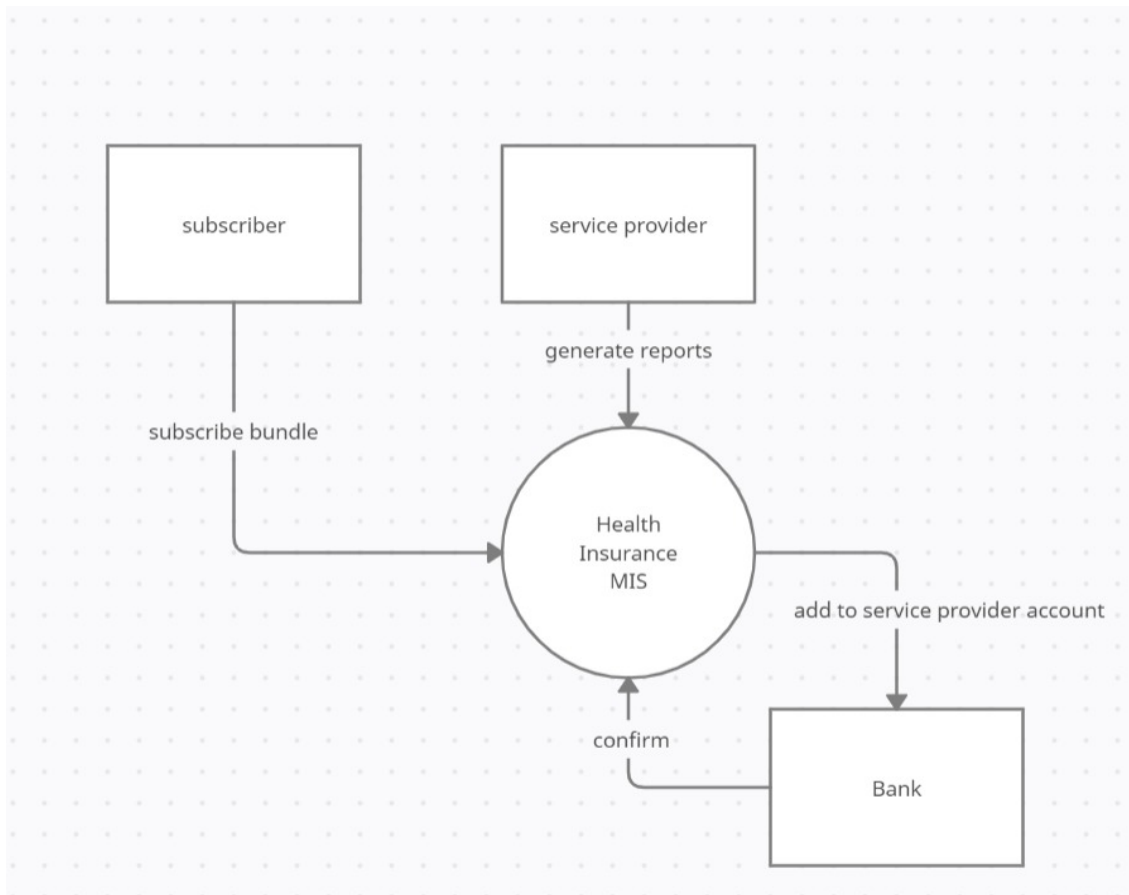 subscriber
service provider
generate reports
subscribe bundle
Health
Insurance
MIS
add to service provider account
confirm
Bank